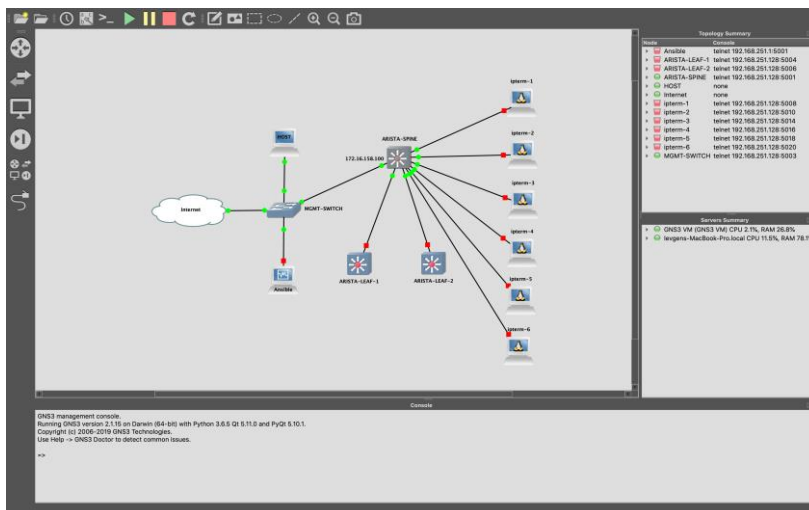 Topology Summary
Node Console
Ansible telnet 192.168.251.1:5001
ARISTA-LEAF-1 telnet 192.168.251.128:5004
ARISTA-LEAF-2 telnet 192.168.251.128:5006
ARISTA-SPINE telnet 192.168.251.128:5001
HOST none
Internet none
ipterm-1 telnet 192.168.251.128:5008
ipterm-2 telnet 192.168.251.128:5010
ipterm-3 telnet 192.168.251.128:5014
ipterm-4 telnet 192.168.251.128:5016
ipterm-5 telnet 192.168.251.128:5018
ipterm-6 telnet 192.168.251.128:5020
MGMT-SWITCH telnet 192.168.251.128:5003
ipterm-1
HOST
ARISTA-SPINE
ipterm-2
172.16.158.100
ipterm-3
Internet
MGMT-SWITCH
ipterm-4
Ansible
ARISTA-LEAF-1
ARISTA-LEAF-2
ipterm-5
ipterm-6
Servers Summary
GNS3 VM (GNS3 VM) CPU 2.1%, RAM 26.8%
Ievgens-MacBook-Pro.local CPU 11.5%, RAM 78.1%
Console
GNS3 management console.
Running GNS3 version 2.1.15 on Darwin (64-bit) with Python 3.6.5 Qt 5.11.0 and PyQt 5.10.1.
Copyright (c) 2006-2019 GNS3 Technologies.
Use Help -> GNS3 Doctor to detect common issues.
=>